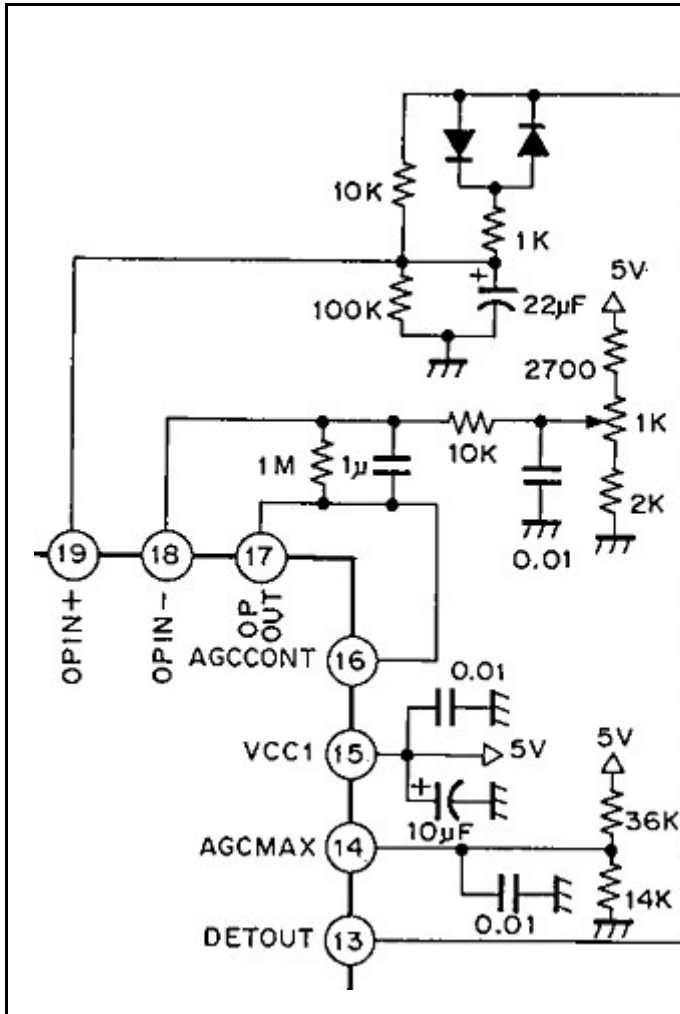 10K
1K
5V
100K
+
22µF
2700
1M
1µ
10K
1K
2K
0.01
19
18
17
OPIN+
OPIN-
OP OUT
AGCCONT
16
0.01
VCC1
15
5V
+
10µF
5V
36K
AGCMAX
14
0.01
14K
DETOUT
13